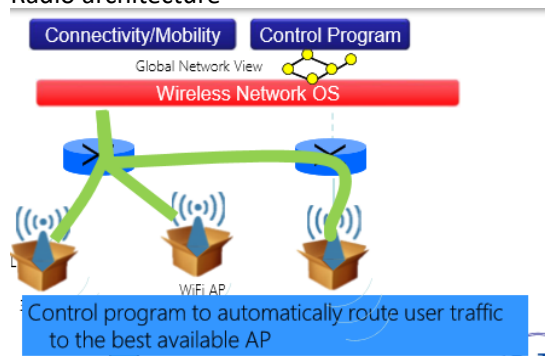 Radio architecture
Connectivity/Mobility Control Program
Global Network View
Wireless Network OS
WiFi AP
Control program to automatically route user traffic
to the best available AP